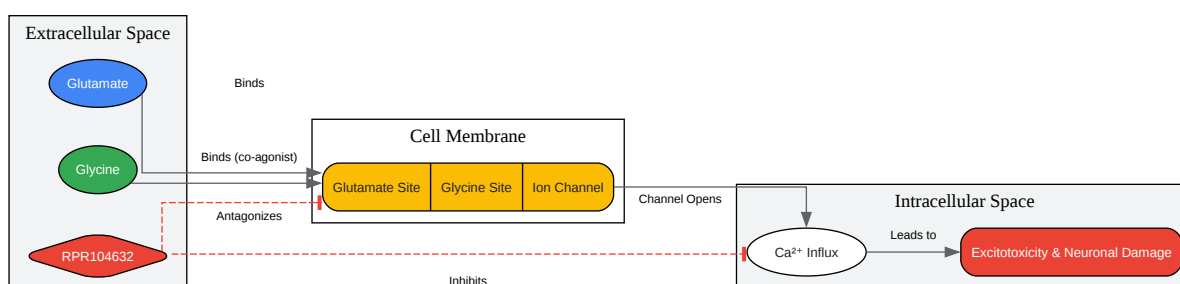 Extracellular Space
Glutamate
Binds
Cell Membrane
Glycine
Binds (co-agonist)
Glutamate Site
Glycine Site
Ion Channel
Channel Opens
Intracellular Space
Antagonizes
RPR104632
Ca²⁺ Influx
Leads to
Excitotoxicity & Neuronal Damage
Inhibits